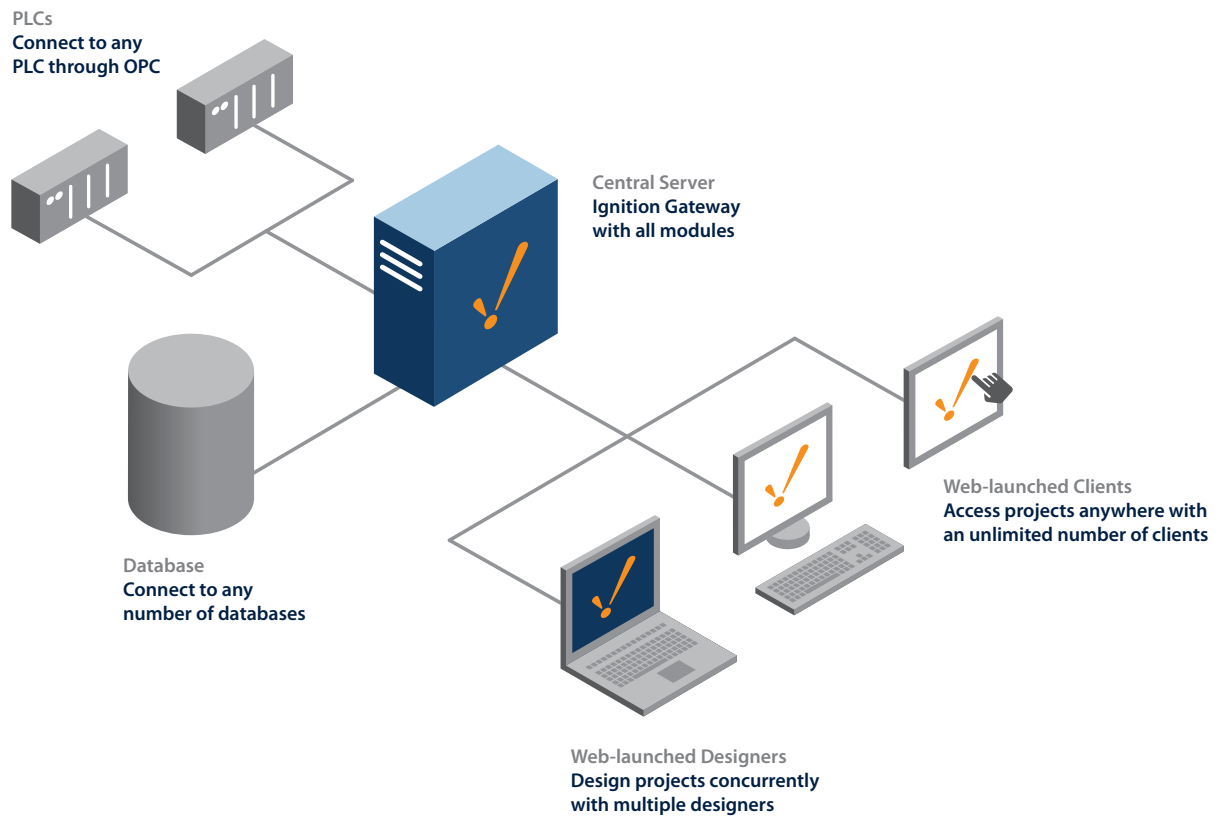 PLCs
Connect to any
PLC through OPC
Central Server
Ignition Gateway
with all modules
Web-launched Clients
Access projects anywhere with
an unlimited number of clients
Database
Connect to any
number of databases
Web-launched Designers
Design projects concurrently
with multiple designers